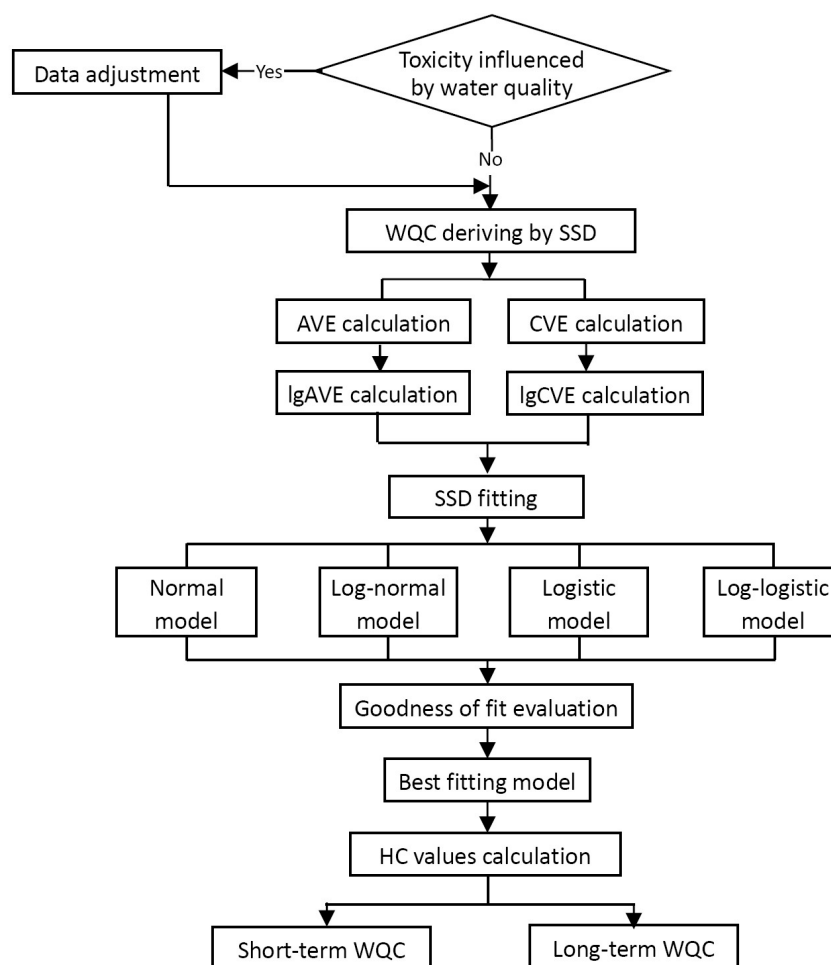 Toxicity influenced
by water quality
Yes
Data adjustment
No
WQC deriving by SSD
AVE calculation
CVE calculation
lgAVE calculation
lgCVE calculation
SSD fitting
Normal
model
Log-normal
model
Logistic
model
Log-logistic
model
Goodness of fit evaluation
Best fitting model
HC values calculation
Short-term WQC
Long-term WQC